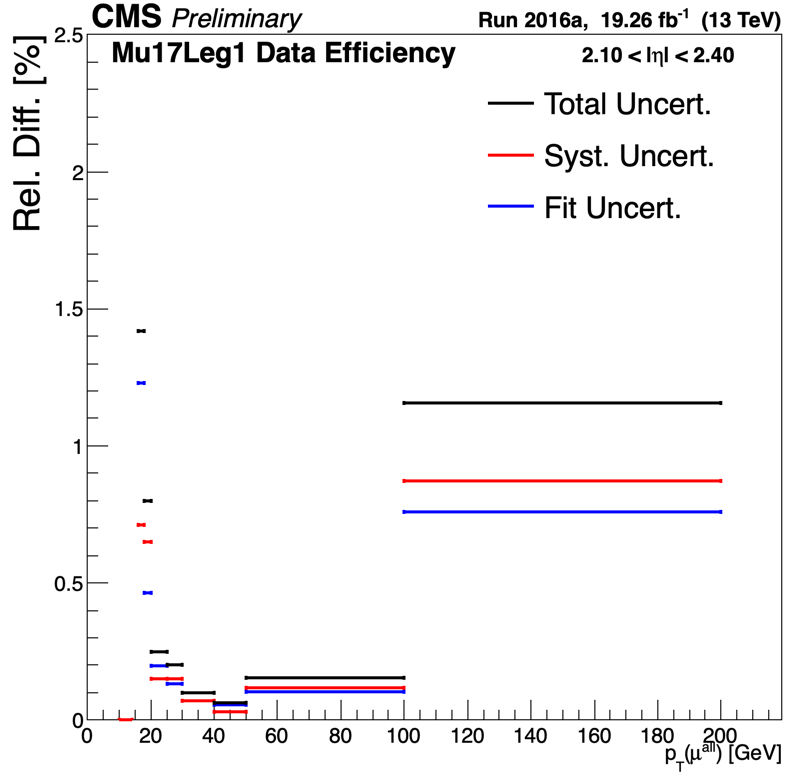 CMS Preliminary Run 2016a, 19.26 fb⁻¹ (13 TeV)
Mu17Leg1 Data Efficiency 2.10 < |η| < 2.40
Total Uncert.
Syst. Uncert.
Fit Uncert.
Rel. Diff. [%]
2.5
2
1.5
1
0.5
0
0 20 40 60 80 100 120 140 160 180 200
p_T(μ^all) [GeV]